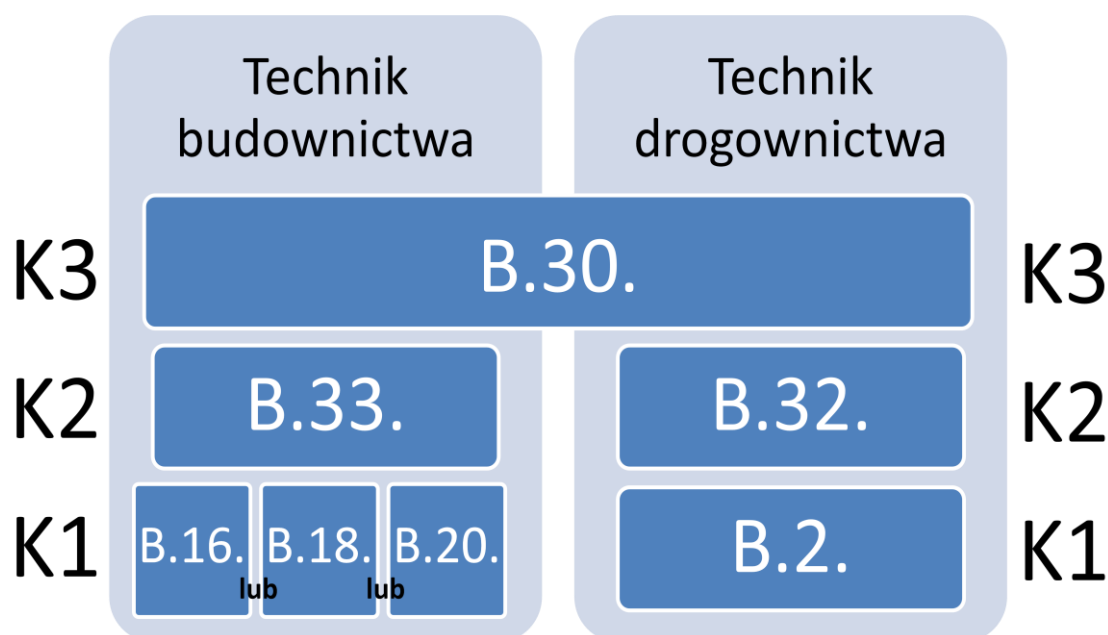 Technik
budownictwa
Technik
drogownictwa
K3
B.30.
K3
K2
B.33.
B.32.
K2
K1
B.16.
lub
B.18.
lub
B.20.
B.2.
K1